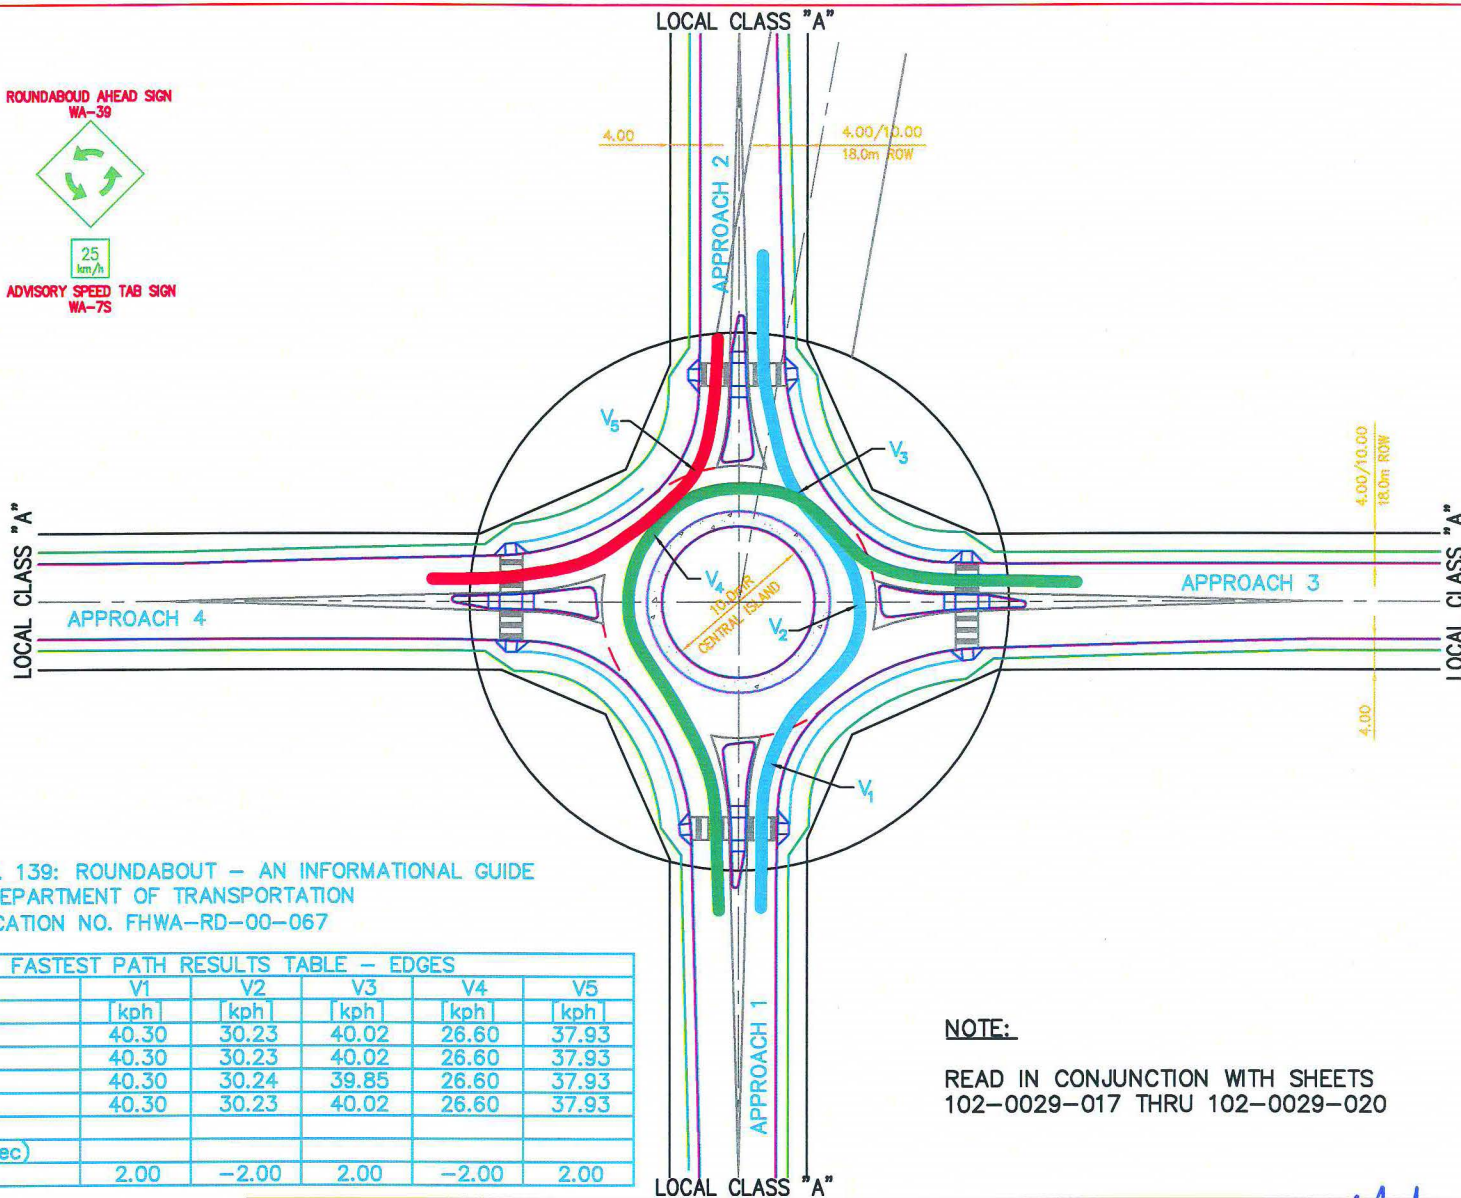 LOCAL CLASS "A"
ROUNDABOUD AHEAD SIGN
WA-39
25
km/h
ADVISORY SPEED TAB SIGN
WA-7S
4.00
4.00/10.00
18.0m ROW
APPROACH 2
V5
V3
4.00/10.00
18.0m ROW
LOCAL CLASS "A"
APPROACH 4
V4
CENTRAL ISLAND
V2
APPROACH 3
LOCAL CLASS "A"
4.00
V1
139: ROUNDABOUT – AN INFORMATIONAL GUIDE
EPARTMENT OF TRANSPORTATION
CATION NO. FHWA-RD-00-067
FASTEST PATH RESULTS TABLE – EDGES
V1 V2 V3 V4 V5
[kph] [kph] [kph] [kph] [kph]
40.30 30.23 40.02 26.60 37.93
40.30 30.23 40.02 26.60 37.93
40.30 30.24 39.85 26.60 37.93
40.30 30.23 40.02 26.60 37.93
ec)
2.00 -2.00 2.00 -2.00 2.00
APPROACH 1
LOCAL CLASS "A"
NOTE:
READ IN CONJUNCTION WITH SHEETS
102-0029-017 THRU 102-0029-020